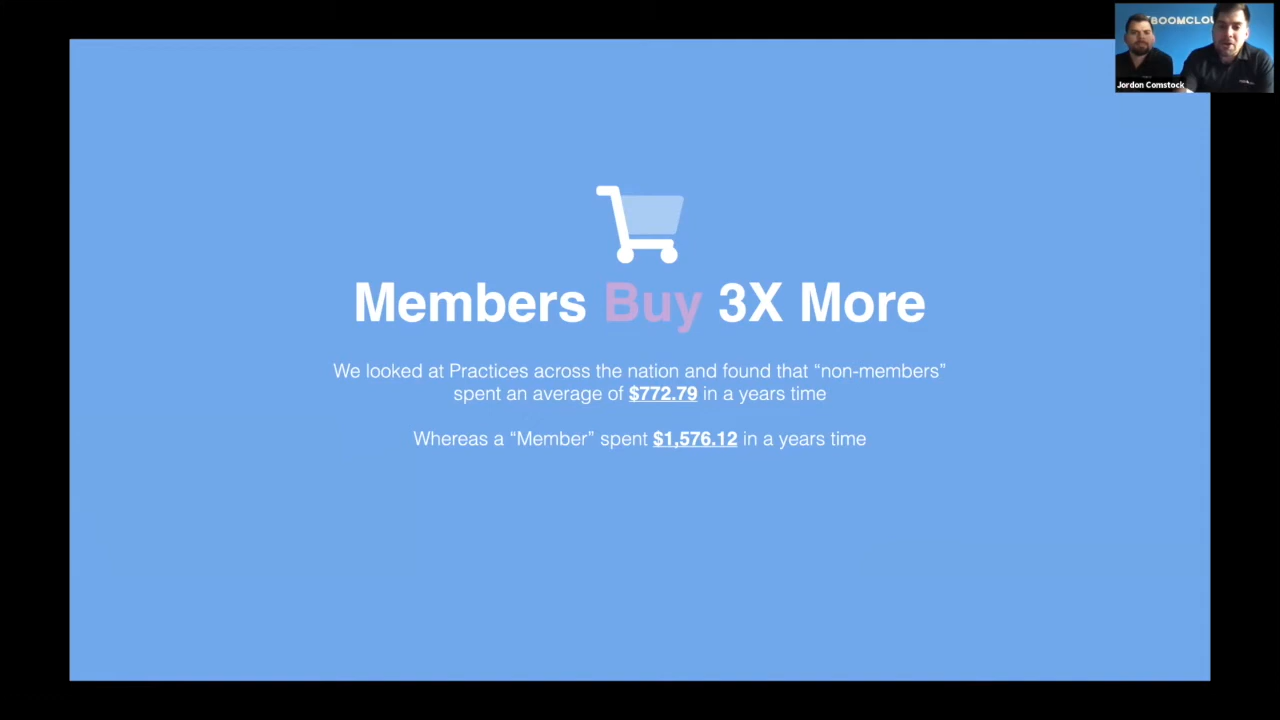 BOOMCLOU
Jordon Comstock
Members Buy 3X More
We looked at Practices across the nation and found that “non-members”
spent an average of $772.79 in a years time
Whereas a “Member” spent $1,576.12 in a years time